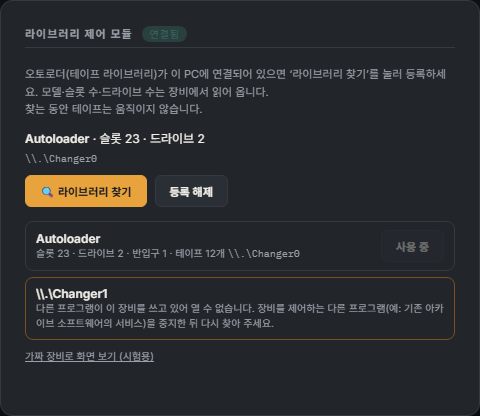 라이브러리 제어 모듈 연결됨
오토로더(테이프 라이브러리)가 이 PC에 연결되어 있으면 '라이브러리 찾기'를 눌러 등록하세
요. 모델·슬롯 수·드라이브 수는 장비에서 읽어 옵니다.
찾는 동안 테이프는 움직이지 않습니다.
Autoloader · 슬롯 23 · 드라이브 2
\\.\Changer0
라이브러리 찾기 등록 해제
Autoloader
슬롯 23 · 드라이브 2 · 반입구 1 · 테이프 12개 \\.\Changer0
사용 중
\\.\Changer1
다른 프로그램이 이 장비를 쓰고 있어 열 수 없습니다. 장비를 제어하는 다른 프로그램(예: 기존 아카
이브 소프트웨어의 서비스)을 중지한 뒤 다시 찾아 주세요.
가짜 장비로 화면 보기 (시험용)